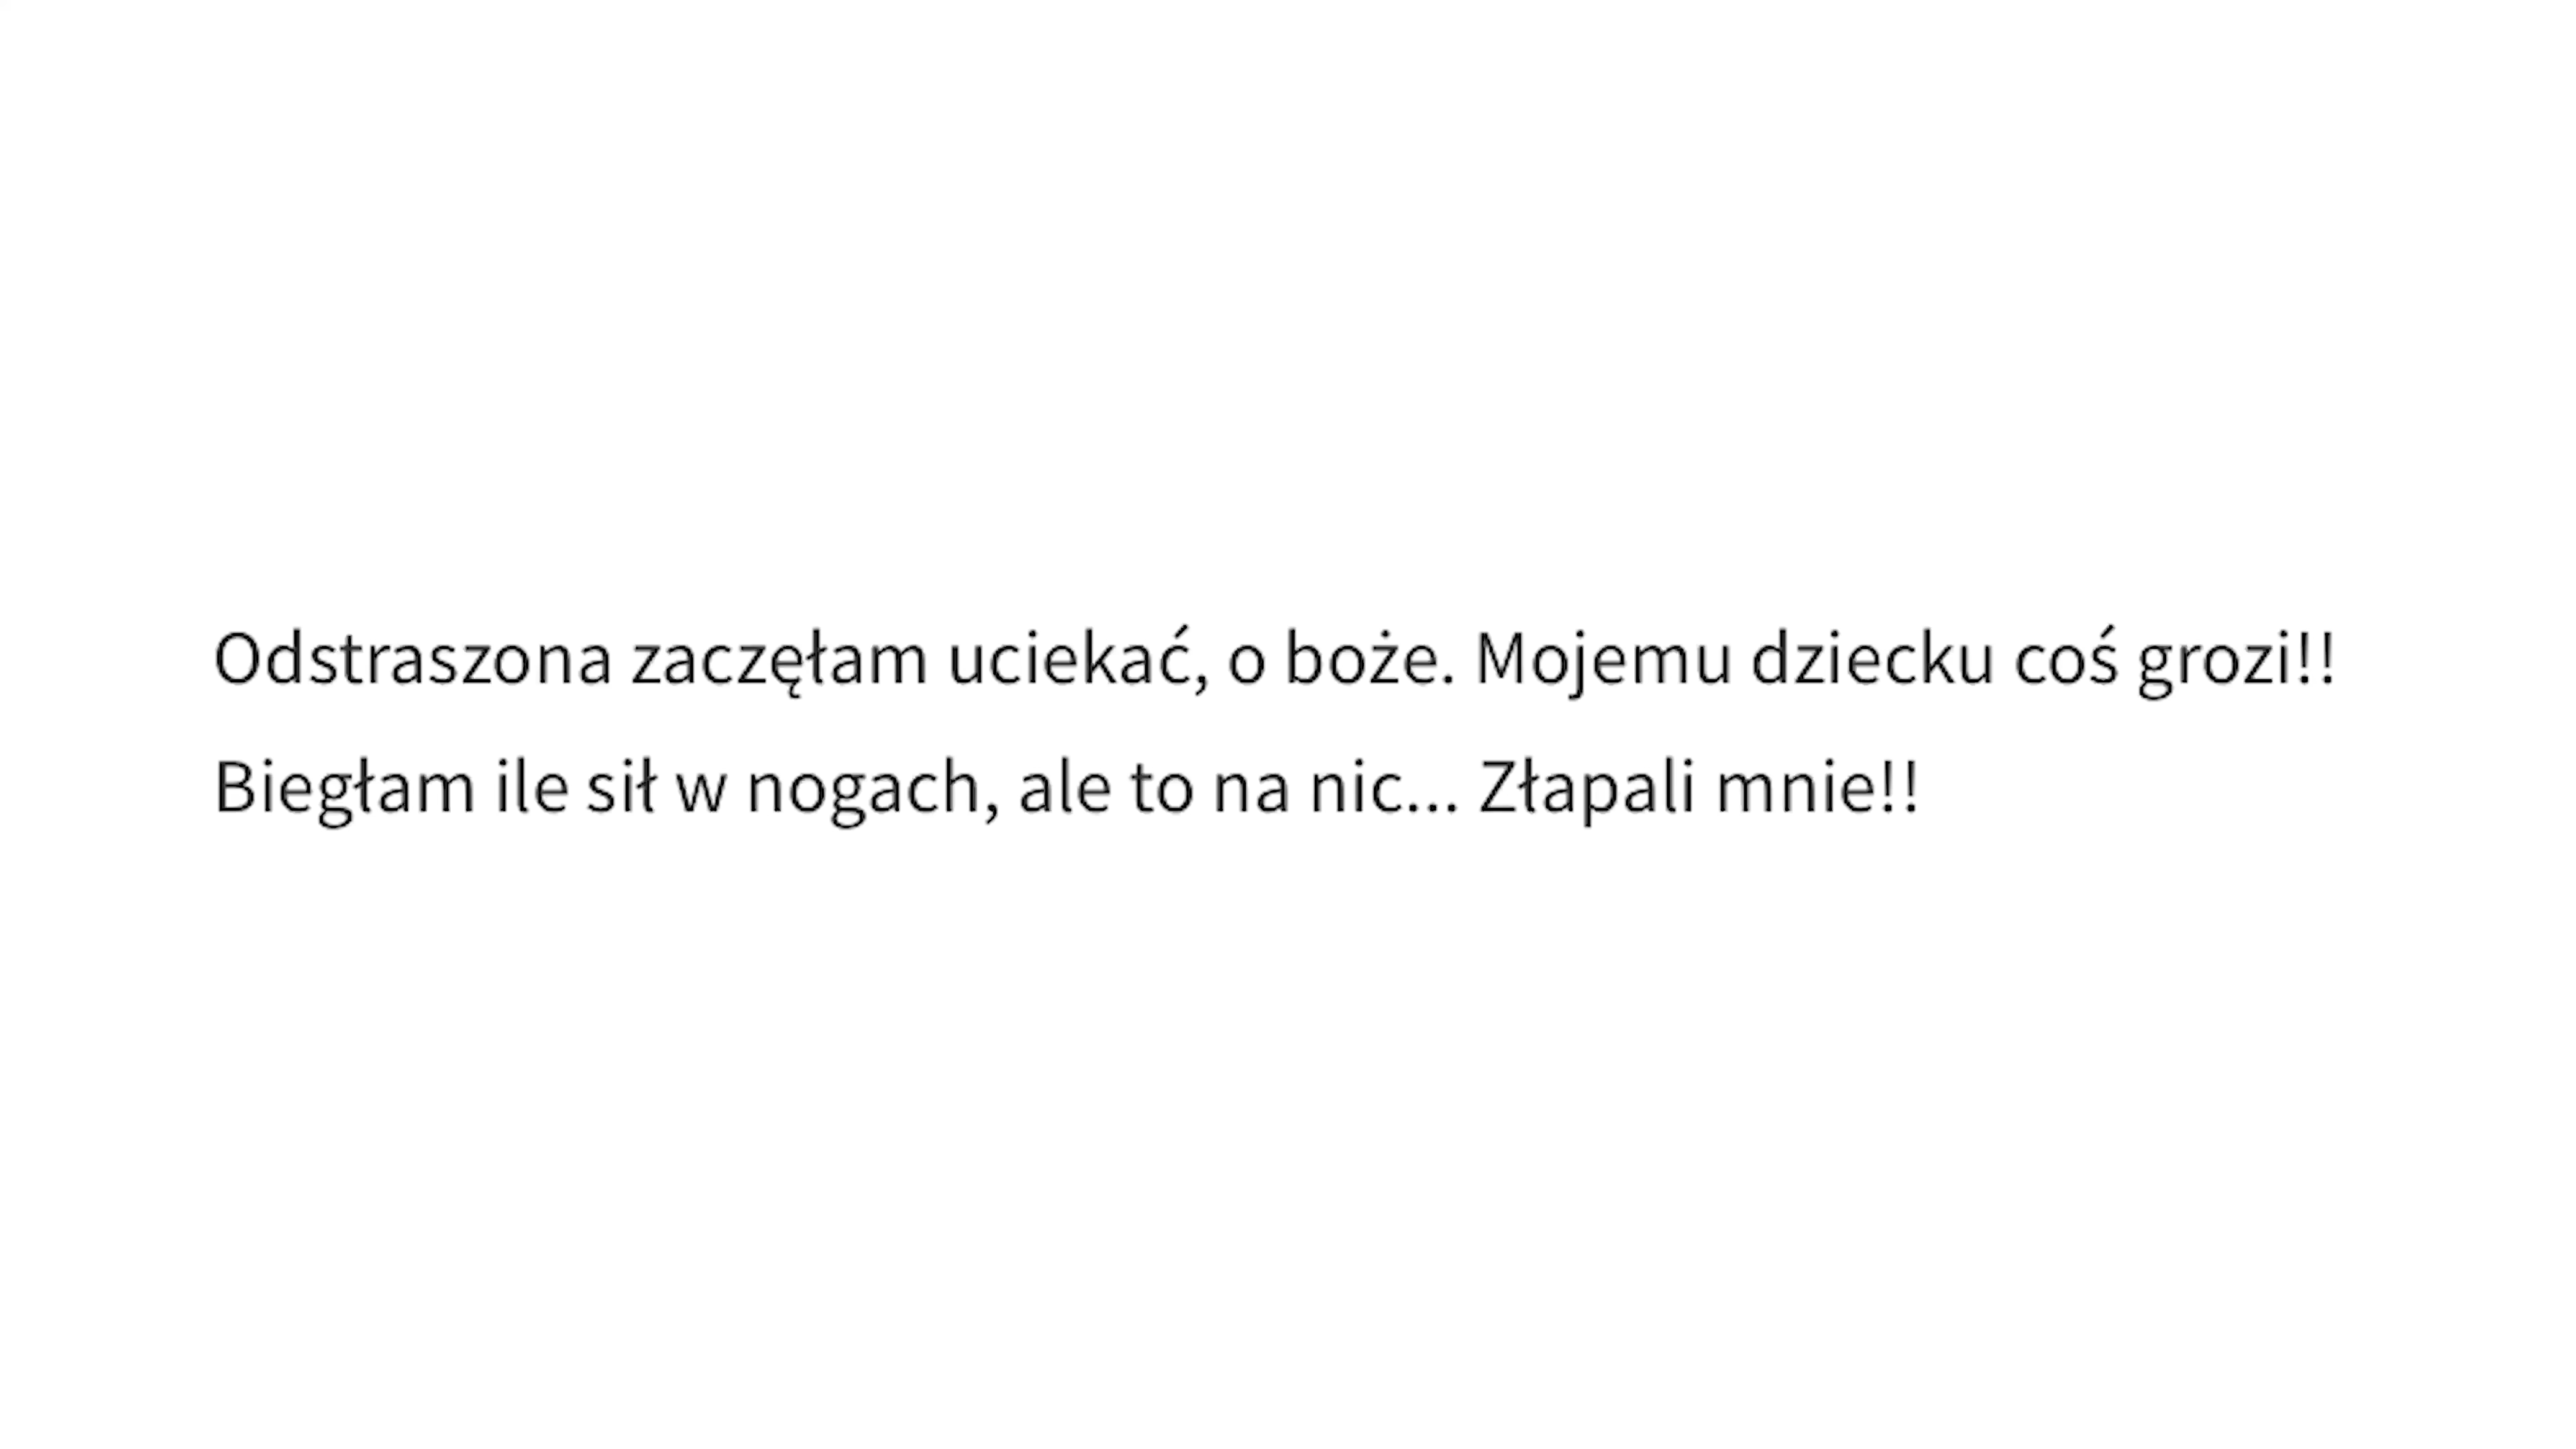 Odstraszona zaczęłam uciekać, o boże. Mojemu dziecku coś grozi!!
Biegłam ile sił w nogach, ale to na nic... Złapali mnie!!